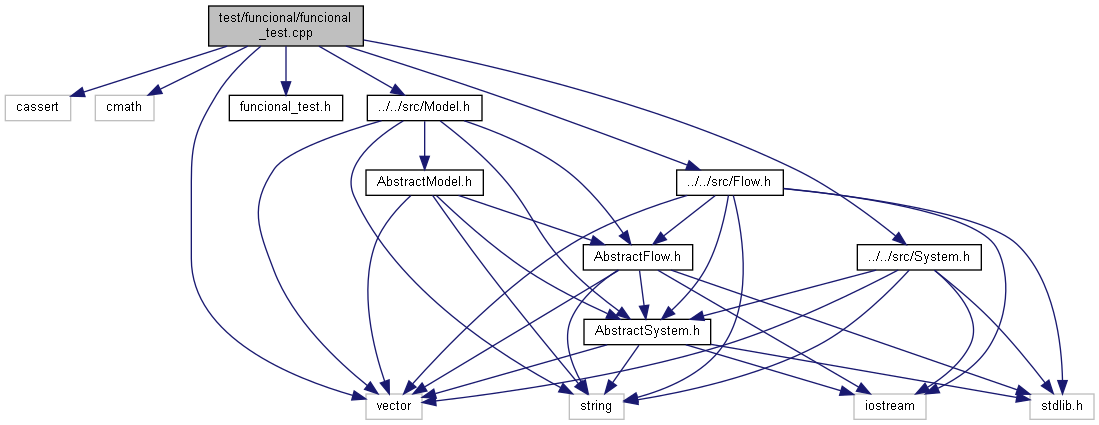 test/funcional/funcional
_test.cpp
cassert
cmath
funcional_test.h
../../src/Model.h
AbstractModel.h
../../src/Flow.h
AbstractFlow.h
../../src/System.h
AbstractSystem.h
vector
string
iostream
stdlib.h